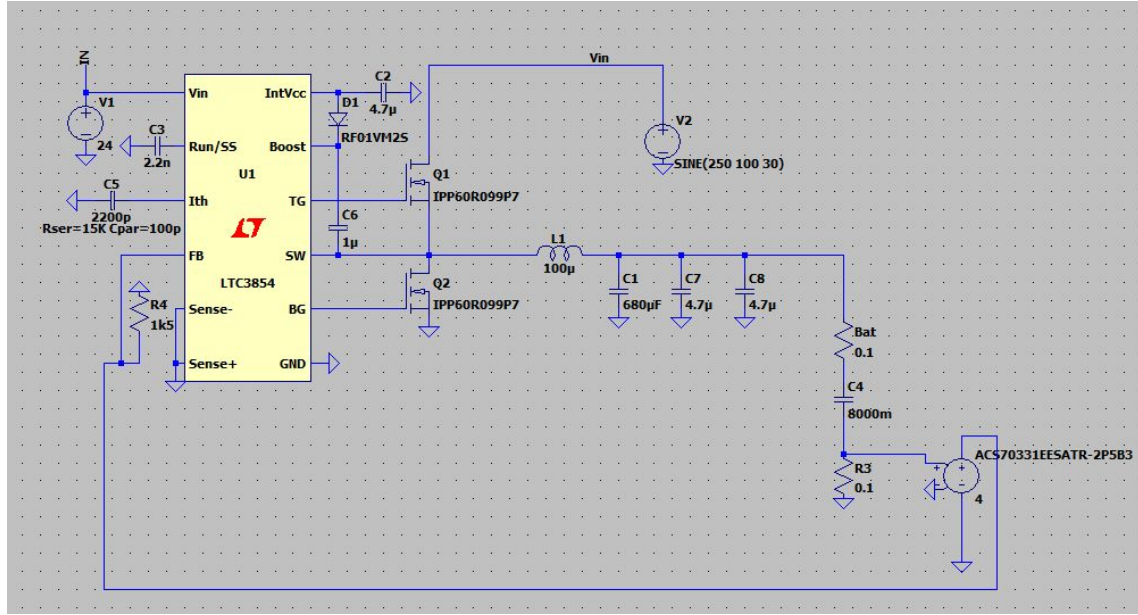 IN
Vin
V1
24
C3
2.2n
C5
2200p
Rser=15K Cpar=100p
R4
1k5
Vin
IntVcc
Run/SS
Boost
U1
Ith
TG
FB
SW
LTC3854
Sense-
BG
Sense+
GND
C2
4.7µ
D1
RF01VM2S
C6
1µ
Q1
IPP60R099P7
Q2
IPP60R099P7
V2
SINE(250 100 30)
L1
100µ
C1
680µF
C7
4.7µ
C8
4.7µ
Bat
0.1
C4
8000m
R3
0.1
ACS70331EESATR-2P5B3
4